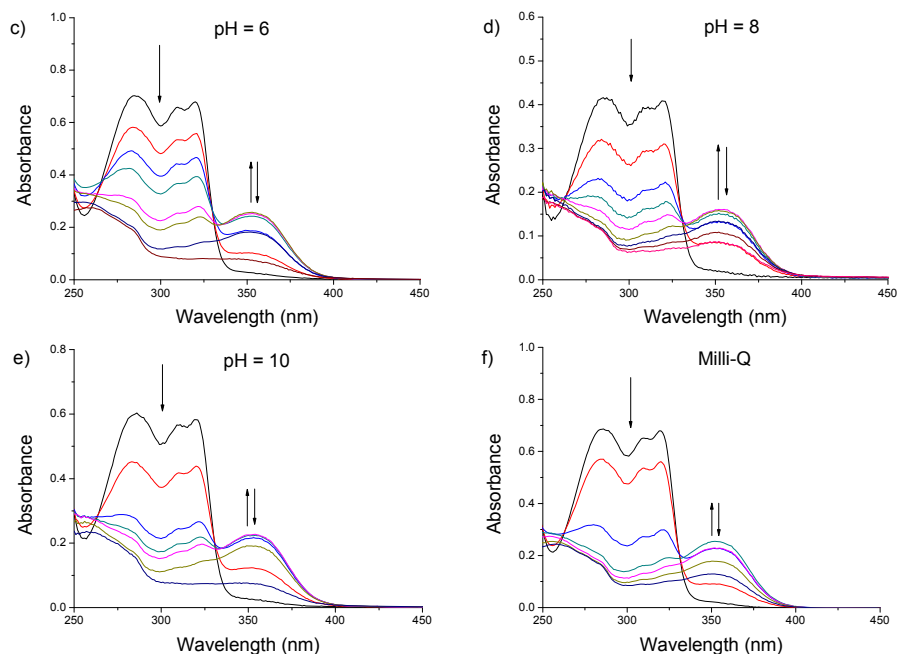 c)
pH = 6
Absorbance
1.0
0.8
0.6
0.4
0.2
0.0
250 300 350 400 450
Wavelength (nm)
d)
pH = 8
Absorbance
0.6
0.5
0.4
0.3
0.2
0.1
0.0
250 300 350 400 450
Wavelength (nm)
e)
pH = 10
Absorbance
0.8
0.6
0.4
0.2
0.0
250 300 350 400 450
Wavelength (nm)
f)
Milli-Q
Absorbance
1.0
0.8
0.6
0.4
0.2
0.0
250 300 350 400 450
Wavelength (nm)